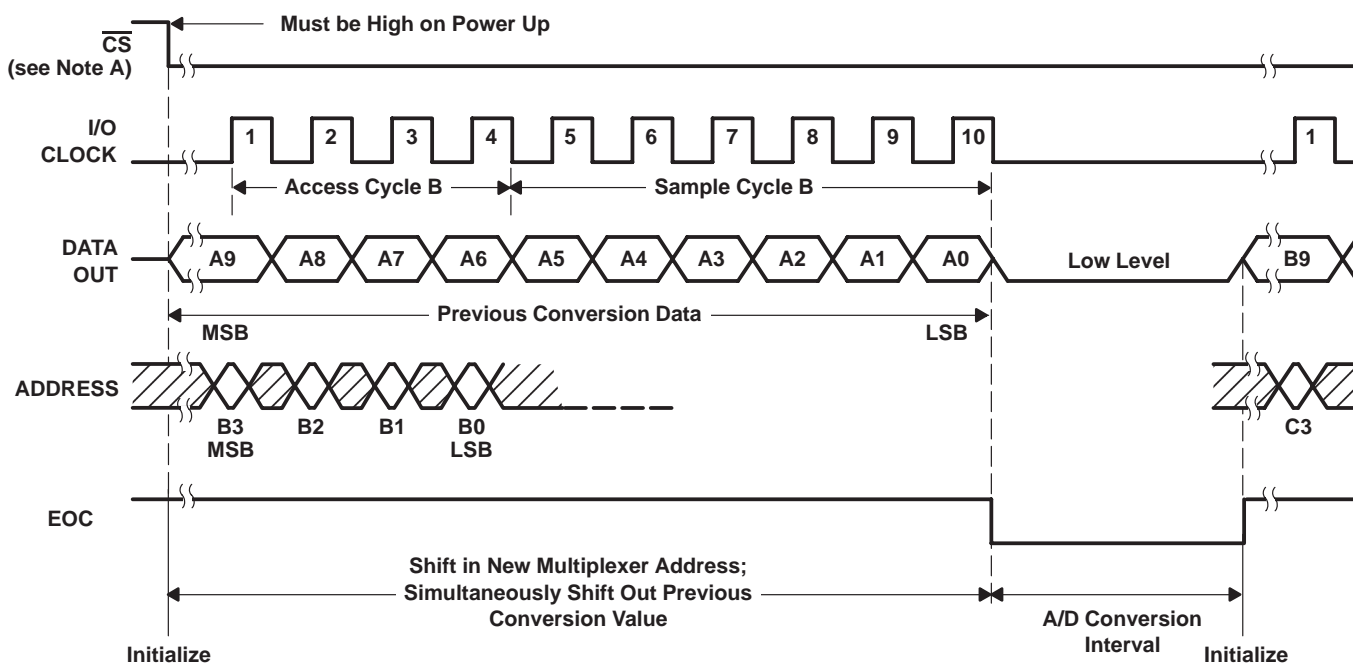 Must be High on Power Up
CS
(see Note A)
I/O
CLOCK
1 2 3 4 5 6 7 8 9 10 1
Access Cycle B Sample Cycle B
DATA
OUT
A9 A8 A7 A6 A5 A4 A3 A2 A1 A0 Low Level B9
Previous Conversion Data
MSB LSB
ADDRESS
B3 B2 B1 B0 C3
MSB LSB
EOC
Shift in New Multiplexer Address;
Simultaneously Shift Out Previous
Conversion Value
A/D Conversion
Interval
Initialize Initialize